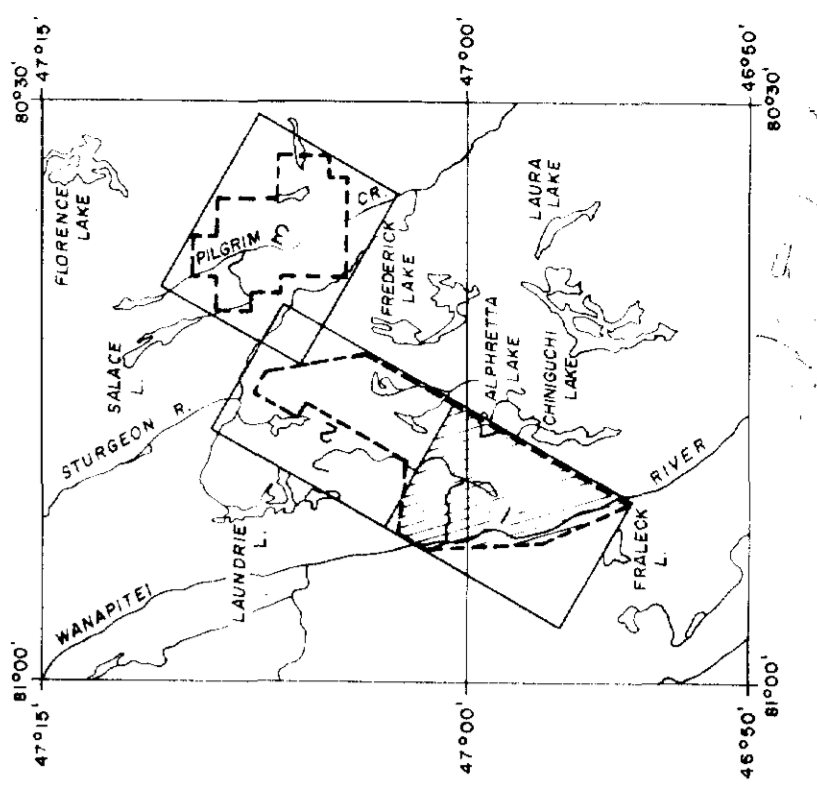 81°00'
80°30'
47°15'
47°15'
FLORENCE
LAKE
SALACE
L.
STURGEON R.
WANAPITEI
PILGRIM
CR.
3
LAUNDRIE
L.
2
FREDERICK
LAKE
47°00'
47°00'
ALPHRETTA
LAKE
LAURA
LAKE
CHINIGUCHI
LAKE
RIVER
FRALECK
L.
46°50'
46°50'
81°00'
80°30'